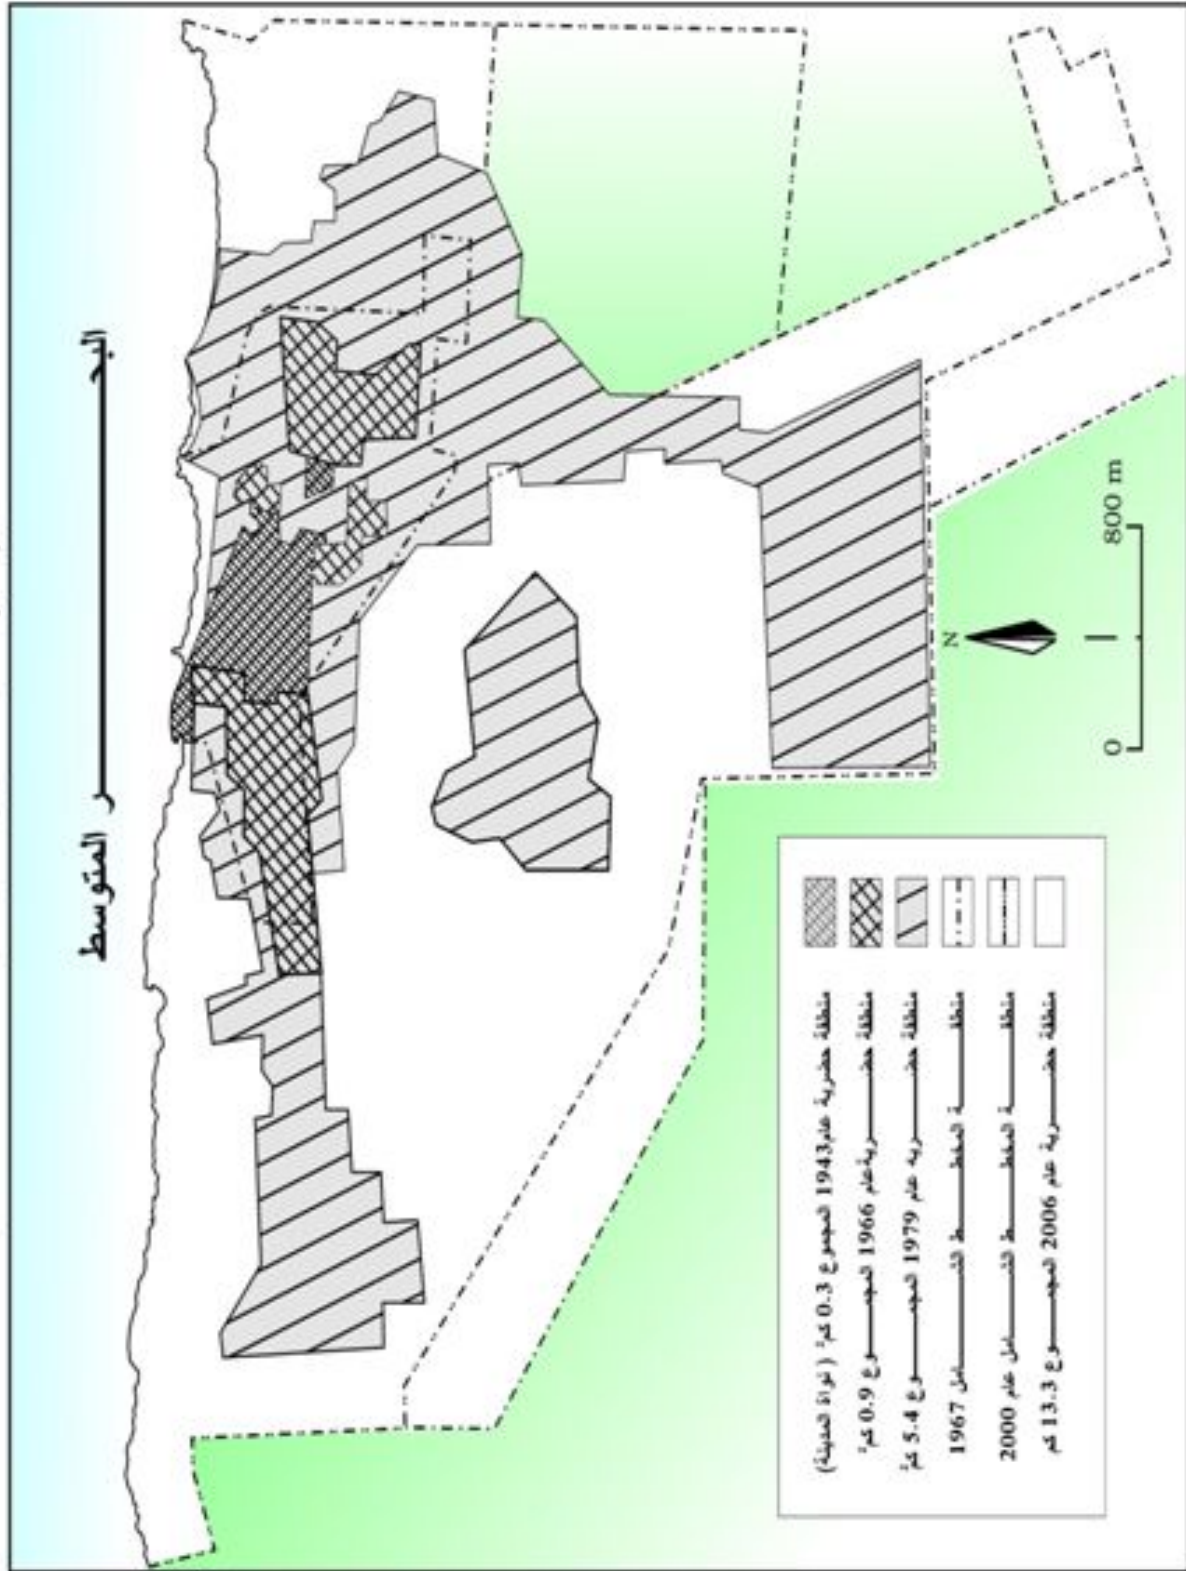 البحر المتوسط
N
0 800 m
منطقة حضرية عام 1943 المجموع 0.3 كم² (نواة المدينة)
منطقة حضرية عام 1966 المجموع 0.9 كم²
منطقة حضريه عام 1979 المجموع 5.4 كم²
منطقة المخطط الشامل 1967
منطقة المخطط الشامل عام 2000
منطقة حضرية عام 2006 المجموع 13.3 كم